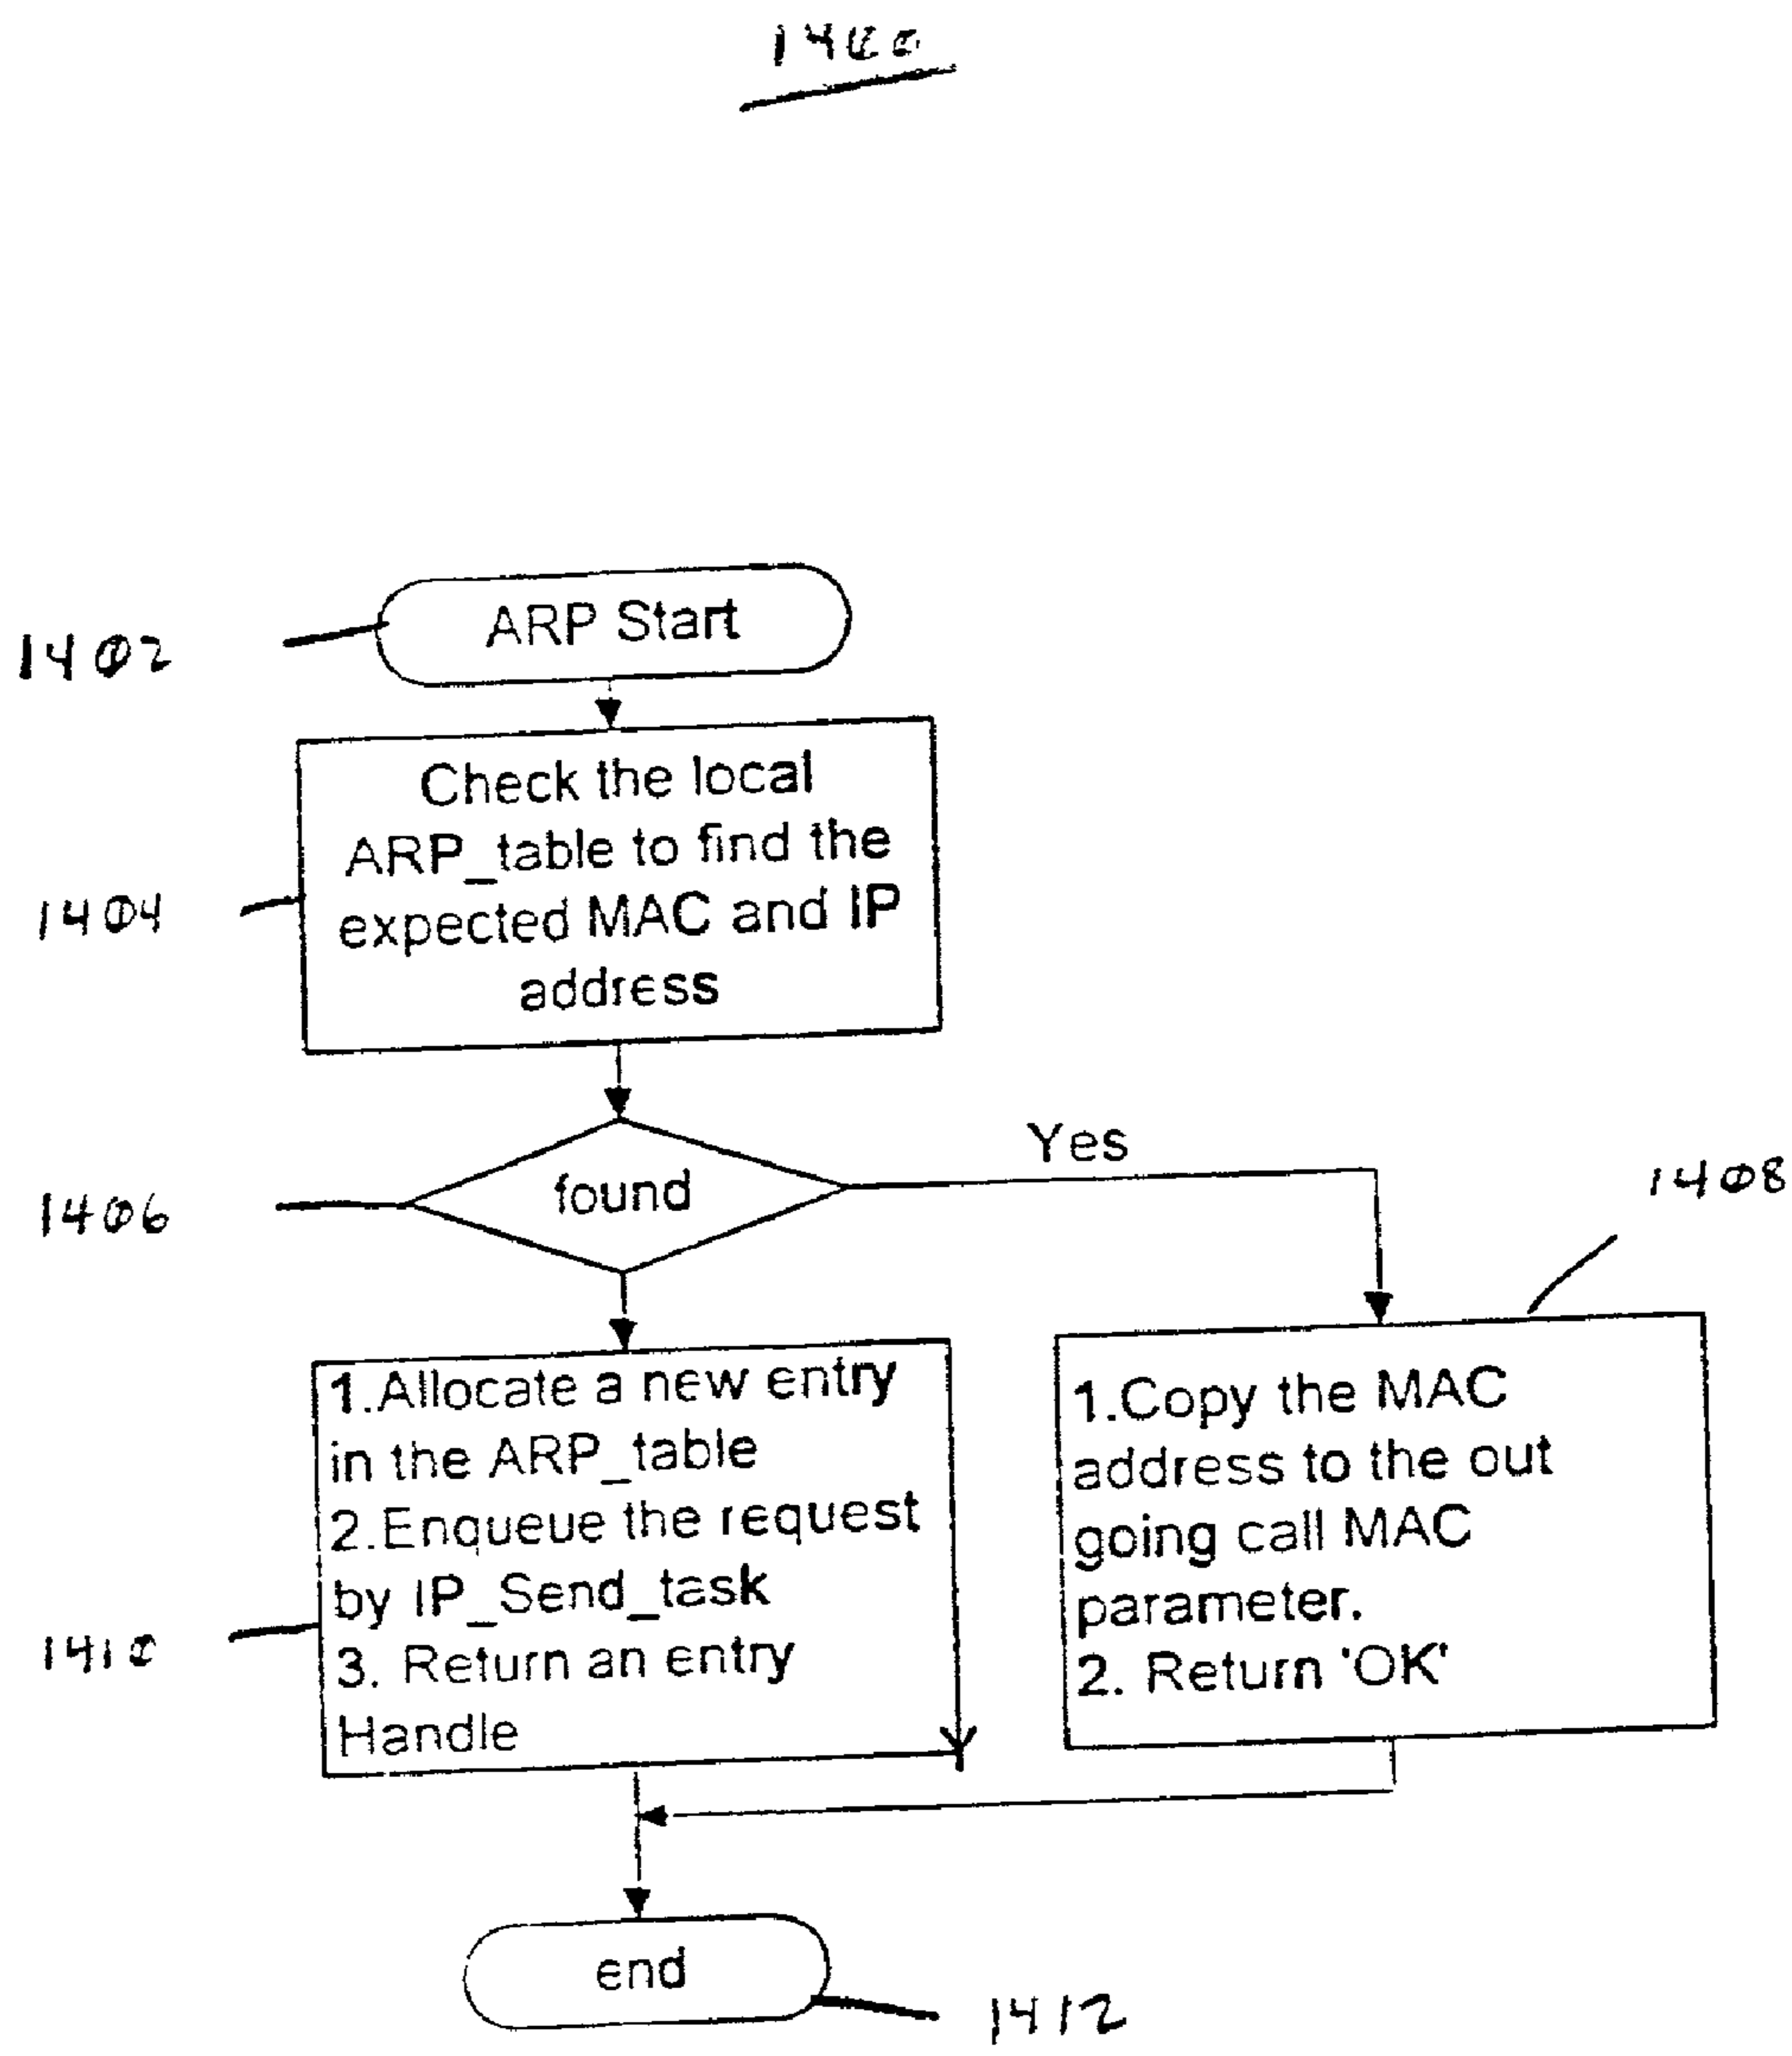 1400
1402
ARP Start
1404
Check the local
ARP_table to find the
expected MAC and IP
address
1406
found
Yes
1408
1410
1.Allocate a new entry
in the ARP_table
2.Enqueue the request
by IP_Send_task
3. Return an entry
Handle
1.Copy the MAC
address to the out
going call MAC
parameter.
2. Return 'OK'
end
1412